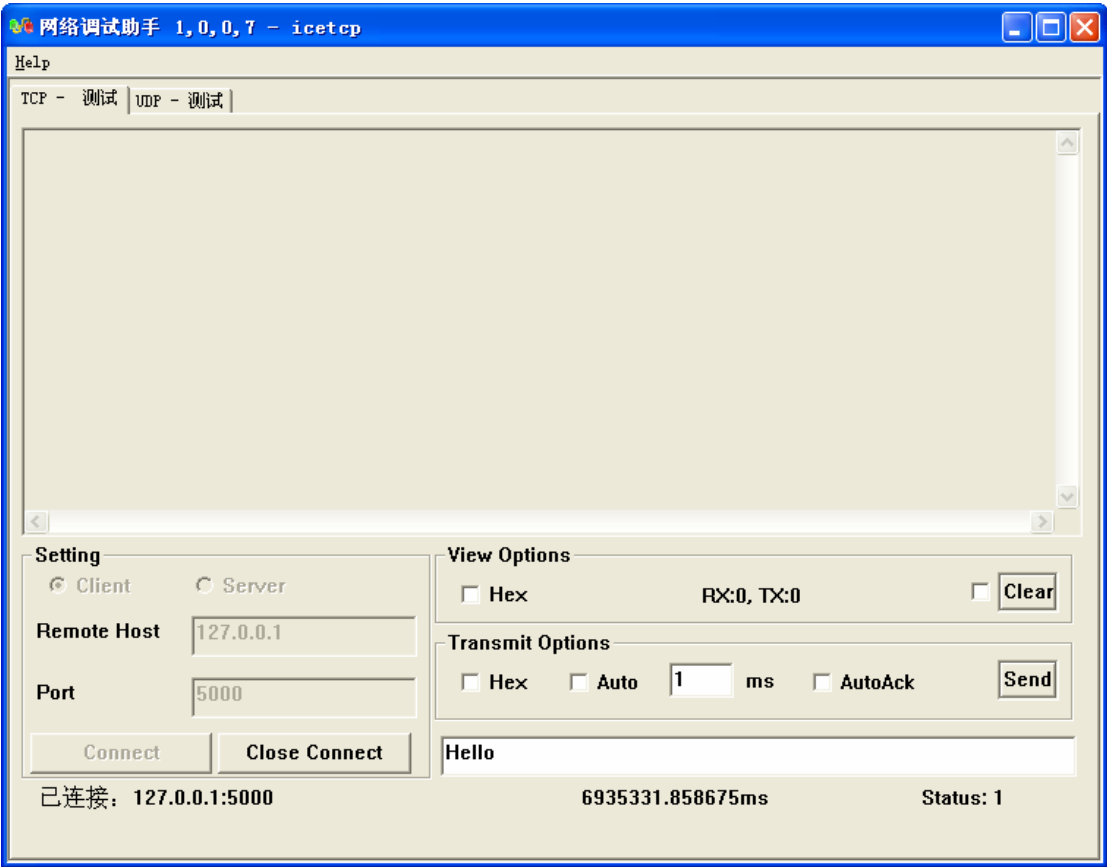 网络调试助手 1,0,0,7 - icetcp
Help
TCP - 测试 UDP - 测试
Setting
Client Server
Remote Host 127.0.0.1
Port 5000
Connect Close Connect
View Options
Hex RX:0, TX:0 Clear
Transmit Options
Hex Auto 1 ms AutoAck Send
Hello
已连接：127.0.0.1:5000 6935331.858675ms Status: 1